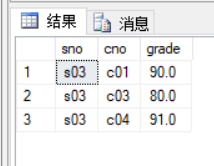 结果 消息
sno cno grade
1 s03 c01 90.0
2 s03 c03 80.0
3 s03 c04 91.0